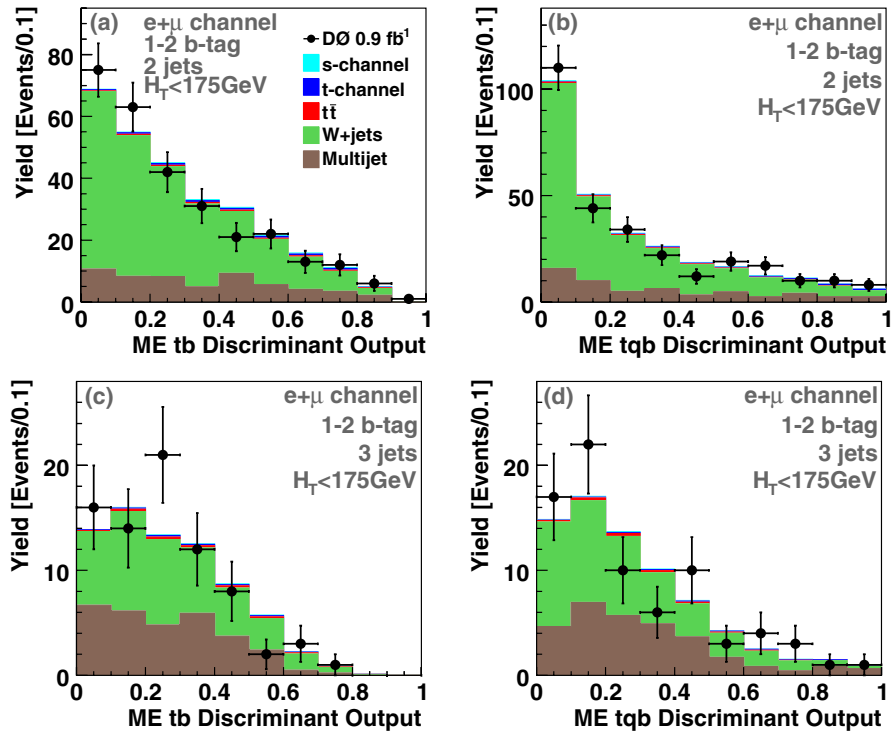 (a)
e+μ channel
1-2 b-tag
2 jets
H_T<175GeV
DØ 0.9 fb⁻¹
s-channel
t-channel
tt̄
W+jets
Multijet
Yield [Events/0.1]
80
60
40
20
0
0.2 0.4 0.6 0.8 1
ME tb Discriminant Output
(b)
e+μ channel
1-2 b-tag
2 jets
H_T<175GeV
Yield [Events/0.1]
100
50
0
0 0.2 0.4 0.6 0.8 1
ME tqb Discriminant Output
(c)
e+μ channel
1-2 b-tag
3 jets
H_T<175GeV
Yield [Events/0.1]
20
10
0
0 0.2 0.4 0.6 0.8 1
ME tb Discriminant Output
(d)
e+μ channel
1-2 b-tag
3 jets
H_T<175GeV
Yield [Events/0.1]
20
10
0
0 0.2 0.4 0.6 0.8 1
ME tqb Discriminant Output